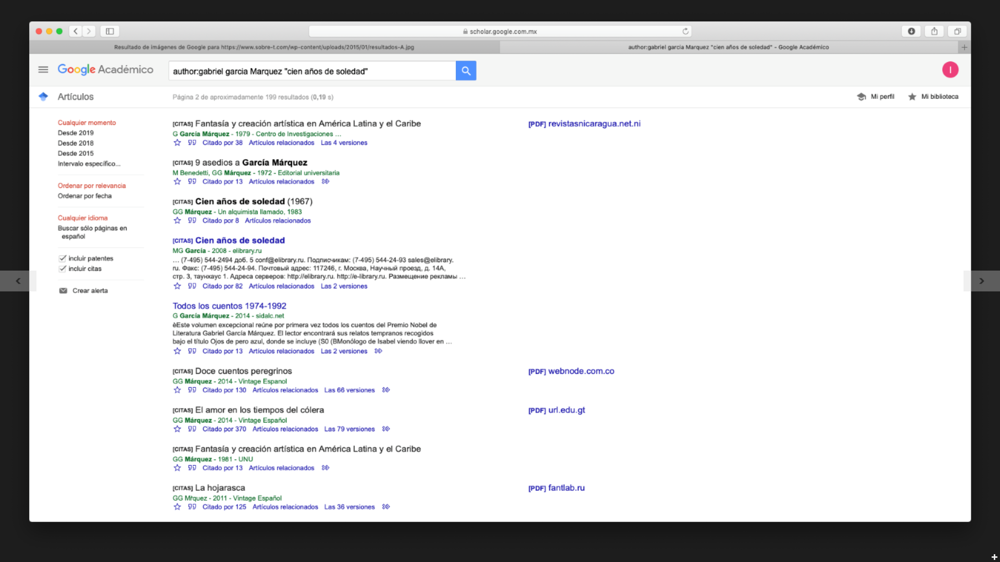 scholar.google.com.mx
Resultado de imágenes de Google para https://www.sobre-t.com/wp-content/uploads/2015/01/resultados-A.jpg
author:gabriel garcia Marquez "cien años de soledad" - Google Académico
Google Académico
author:gabriel garcia Marquez "cien años de soledad"
I
Artículos
Página 2 de aproximadamente 199 resultados (0,19 s)
Mi perfil
Mi biblioteca
Cualquier momento
Desde 2019
Desde 2018
Desde 2015
Intervalo específico...
Ordenar por relevancia
Ordenar por fecha
Cualquier idioma
Buscar sólo páginas en
español
incluir patentes
incluir citas
Crear alerta
[CITAS] Fantasía y creación artística en América Latina y el Caribe
G García Márquez - 1979 - Centro de Investigaciones …
Citado por 38 Artículos relacionados Las 4 versiones
[PDF] revistasnicaragua.net.ni
[CITAS] 9 asedios a García Márquez
M Benedetti, GG Márquez - 1972 - Editorial universitaria
Citado por 13 Artículos relacionados
[CITAS] Cien años de soledad (1967)
GG Márquez - Un alquimista llamado, 1983
Citado por 8 Artículos relacionados
[CITAS] Cien años de soledad
MG García - 2008 - elibrary.ru
… (7-495) 544-2494 доб. 5 conf@elibrary.ru. Подписчикам: (7-495) 544-24-93 sales@elibrary.
ru. Факс: (7-495) 544-24-94. Почтовый адрес: 117246, г. Москва, Научный проезд, д. 14А,
стр. 3, таунхаус 1. Адреса серверов: http://elibrary.ru. http://e-library.ru. Размещение рекламы …
Citado por 82 Artículos relacionados Las 2 versiones
Todos los cuentos 1974-1992
G García Márquez - 2014 - sidalc.net
èEste volumen excepcional reúne por primera vez todos los cuentos del Premio Nobel de
Literatura Gabriel García Márquez. El lector encontrará sus relatos tempranos recogidos
bajo el título Ojos de pero azul, donde se incluye (S0 (BMonólogo de Isabel viendo llover en …
Citado por 13 Artículos relacionados Las 2 versiones
[CITAS] Doce cuentos peregrinos
GG Márquez - 2014 - Vintage Espanol
Citado por 130 Artículos relacionados Las 66 versiones
[PDF] webnode.com.co
[CITAS] El amor en los tiempos del cólera
GG Márquez - 2014 - Vintage Español
Citado por 370 Artículos relacionados Las 79 versiones
[PDF] url.edu.gt
[CITAS] Fantasía y creación artística en América Latina y el Caribe
GG Márquez - 1981 - UNU
Citado por 13 Artículos relacionados
[CITAS] La hojarasca
GG Mŕquez - 2011 - Vintage Español
Citado por 125 Artículos relacionados Las 36 versiones
[PDF] fantlab.ru